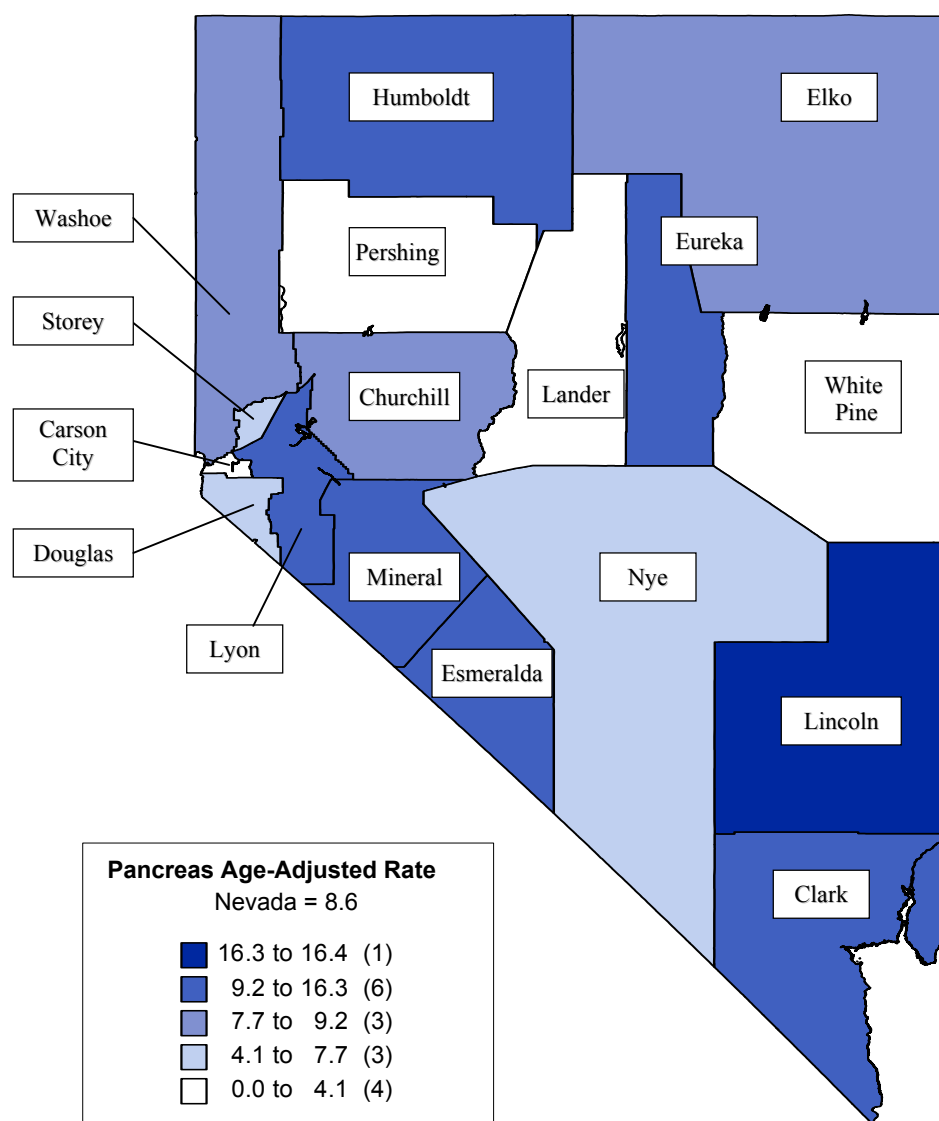 Humboldt
Elko
Washoe
Eureka
Pershing
Storey
Churchill
Lander
White
Pine
Carson
City
Douglas
Mineral
Nye
Lyon
Esmeralda
Lincoln
Clark
Pancreas Age-Adjusted Rate
Nevada = 8.6
16.3 to 16.4 (1)
9.2 to 16.3 (6)
7.7 to 9.2 (3)
4.1 to 7.7 (3)
0.0 to 4.1 (4)